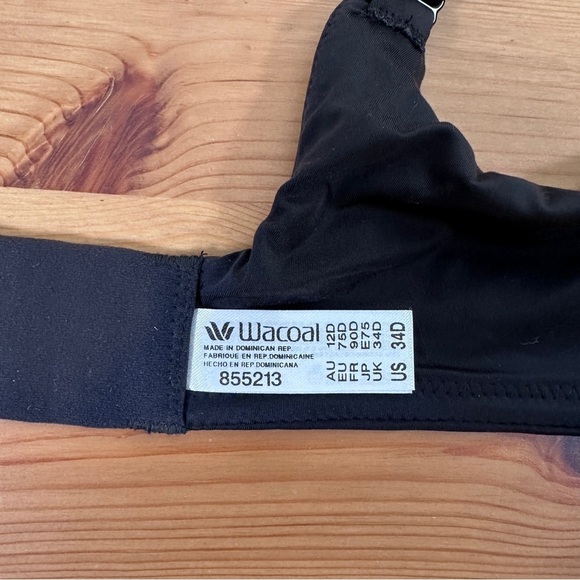 Wacoal
MADE IN DOMINICAN REP.
FABRIQUE EN REP. DOMINICAINE
HECHO EN REP. DOMINICANA
855213
AU 12D
EU 75D
FR 90D
JP E75
UK 34D
US 34D